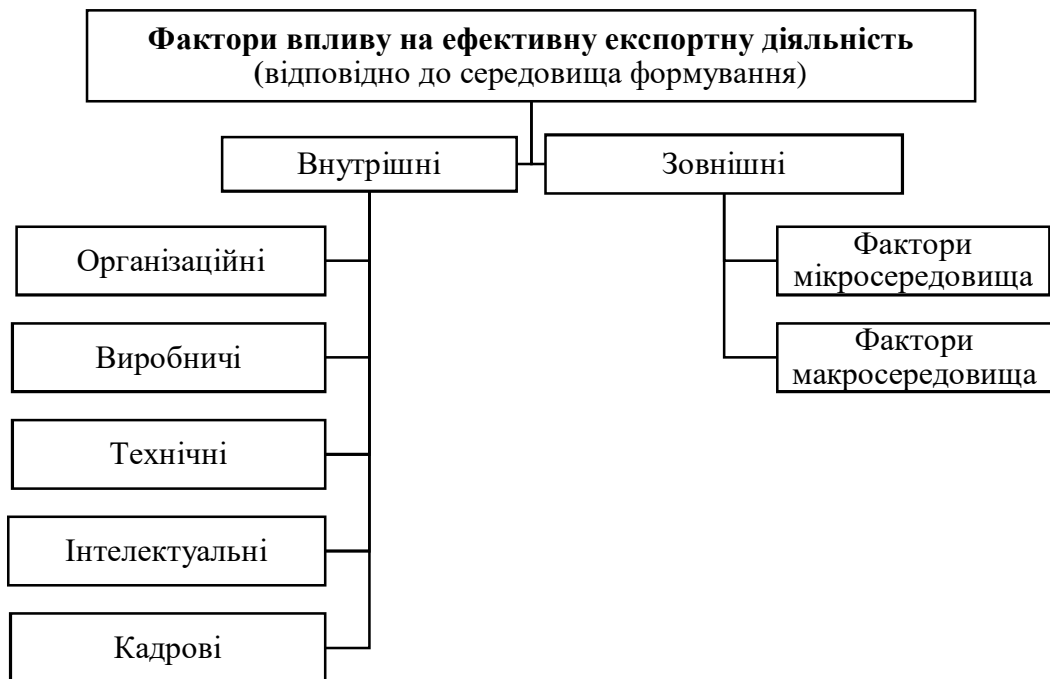 Фактори впливу на ефективну експортну діяльність
(відповідно до середовища формування)
Внутрішні
Зовнішні
Організаційні
Виробничі
Технічні
Інтелектуальні
Кадрові
Фактори
мікросередовища
Фактори
макросередовища